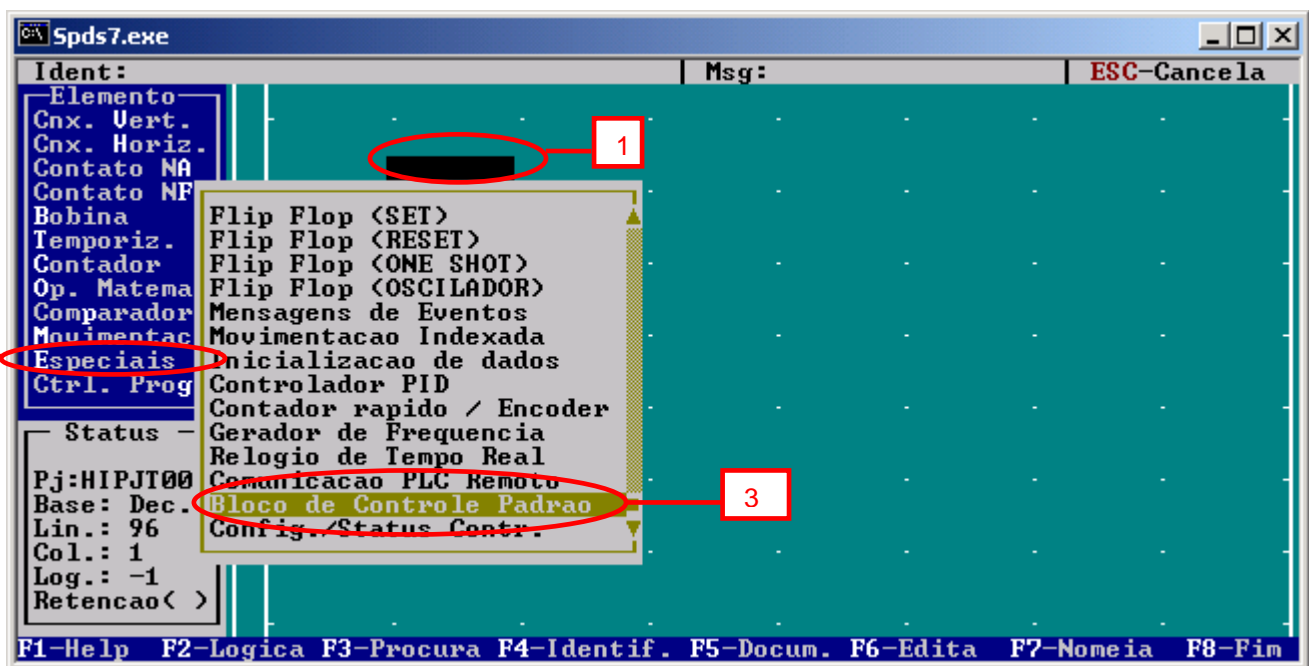 Spds7.exe
Ident: Msg: ESC-Cancela
Elemento
Cnx. Vert.
Cnx. Horiz.
Contato NA
Contato NF
Bobina
Temporiz.
Contador
Op. Matema
Comparador
Movimentac
Especiais
Ctrl. Prog
1
Flip Flop (SET)
Flip Flop (RESET)
Flip Flop (ONE SHOT)
Flip Flop (OSCILADOR)
Mensagens de Eventos
Movimentacao Indexada
Inicializacao de dados
Controlador PID
Contador rapido / Encoder
Gerador de Frequencia
Relogio de Tempo Real
Comunicacao PLC Remoto
Bloco de Controle Padrao
Config./Status Contr.
3
Status
Pj:HIPJT00
Base: Dec.
Lin.: 96
Col.: 1
Log.: -1
Retencao( )
F1-Help F2-Logica F3-Procura F4-Identif. F5-Docum. F6-Edita F7-Nomeia F8-Fim